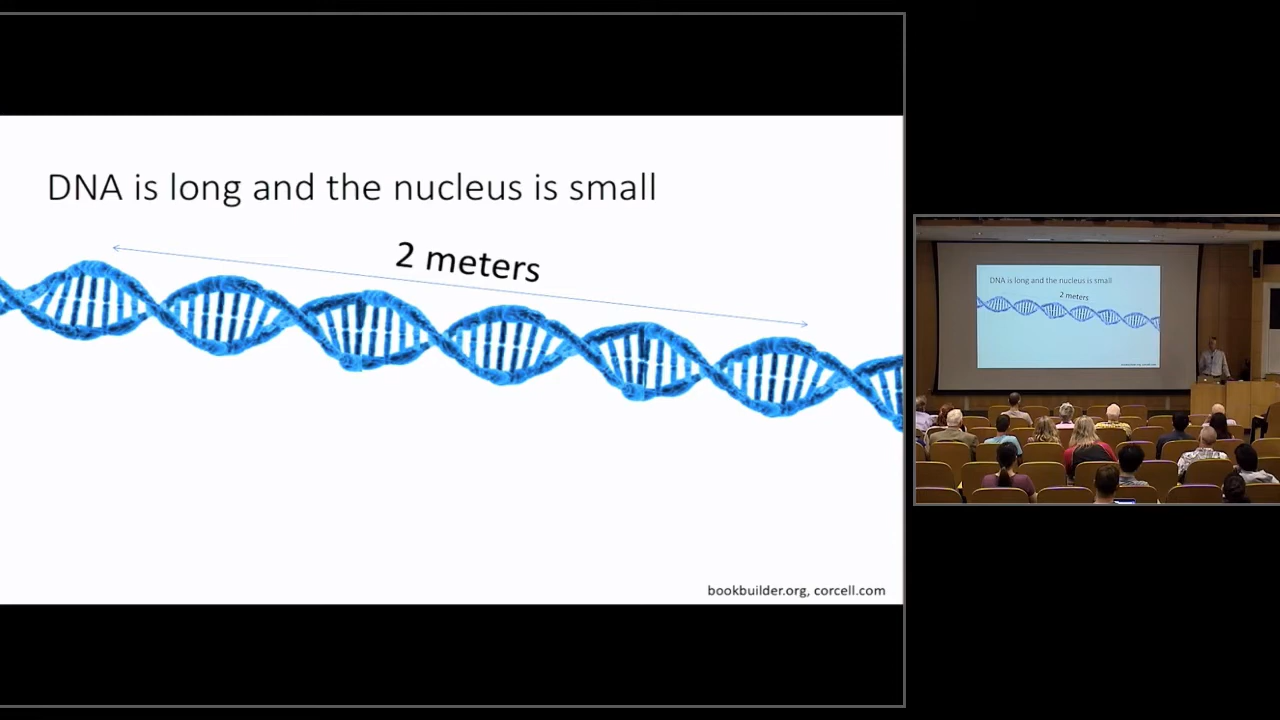 DNA is long and the nucleus is small
2 meters
bookbuilder.org, corcell.com
DNA is long and the nucleus is small
2 meters